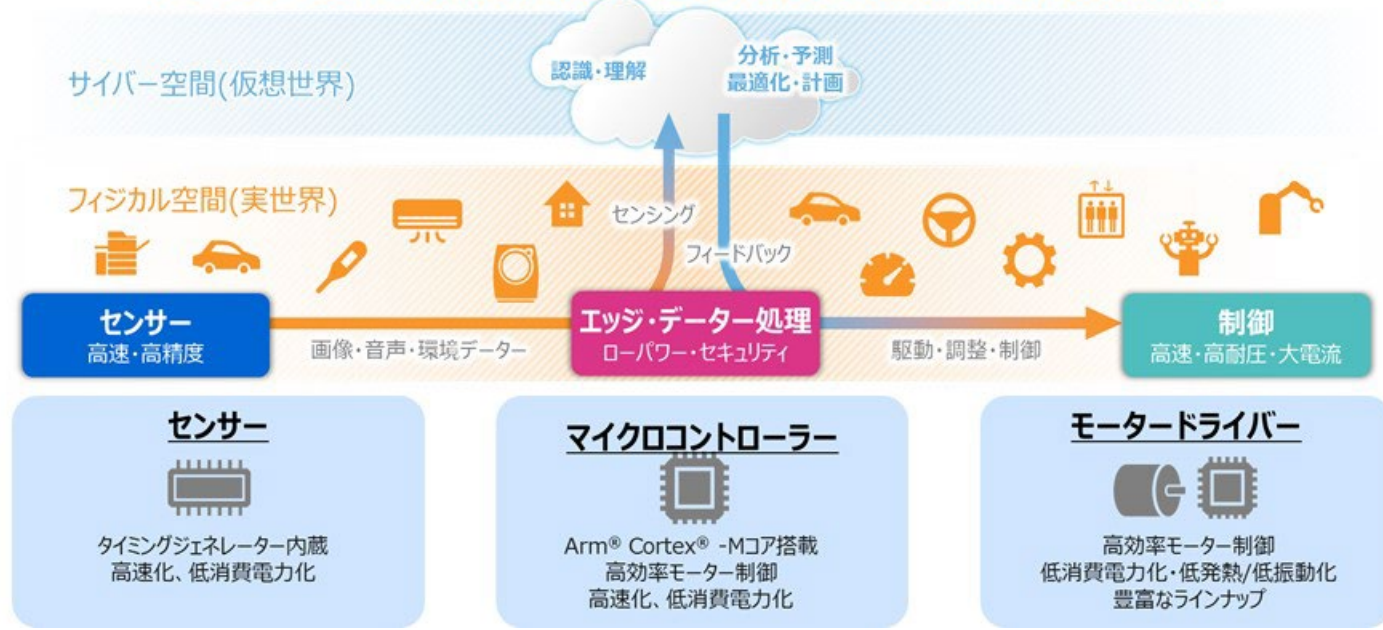 認識・理解
分析・予測
最適化・計画
サイバー空間(仮想世界)
フィジカル空間(実世界)
センシング
フィードバック
センサー
高速・高精度
画像・音声・環境データー
エッジ・データー処理
ローパワー・セキュリティ
駆動・調整・制御
制御
高速・高耐圧・大電流
センサー
タイミングジェネレーター内蔵
高速化、低消費電力化
マイクロコントローラー
Arm® Cortex® -Mコア搭載
高効率モーター制御
高速化、低消費電力化
モータードライバー
高効率モーター制御
低消費電力化・低発熱/低振動化
豊富なラインナップ